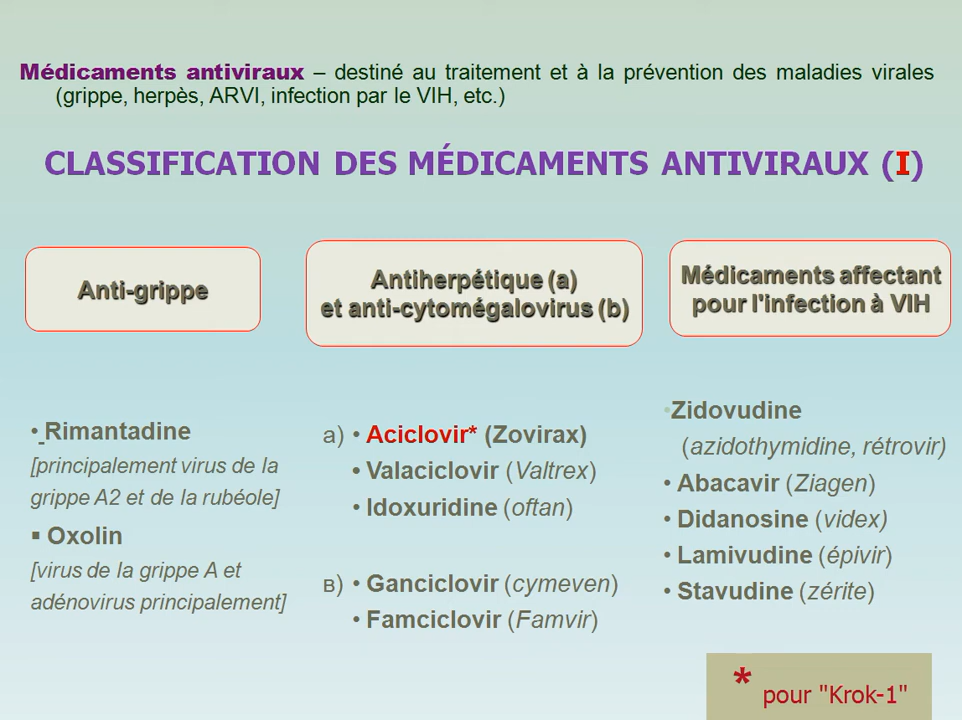 Médicaments antiviraux – destiné au traitement et à la prévention des maladies virales
(grippe, herpès, ARVI, infection par le VIH, etc.)
CLASSIFICATION DES MÉDICAMENTS ANTIVIRAUX (I)
Anti-grippe
• Rimantadine
[principalement virus de la
grippe A2 et de la rubéole]
▪ Oxolin
[virus de la grippe A et
adénovirus principalement]
Antiherpétique (a)
et anti-cytomégalovirus (b)
a) • Aciclovir* (Zovirax)
• Valaciclovir (Valtrex)
• Idoxuridine (oftan)
в) • Ganciclovir (cymeven)
• Famciclovir (Famvir)
Médicaments affectant
pour l'infection à VIH
•Zidovudine
(azidothymidine, rétrovir)
• Abacavir (Ziagen)
• Didanosine (videx)
• Lamivudine (épivir)
• Stavudine (zérite)
* pour "Krok-1"